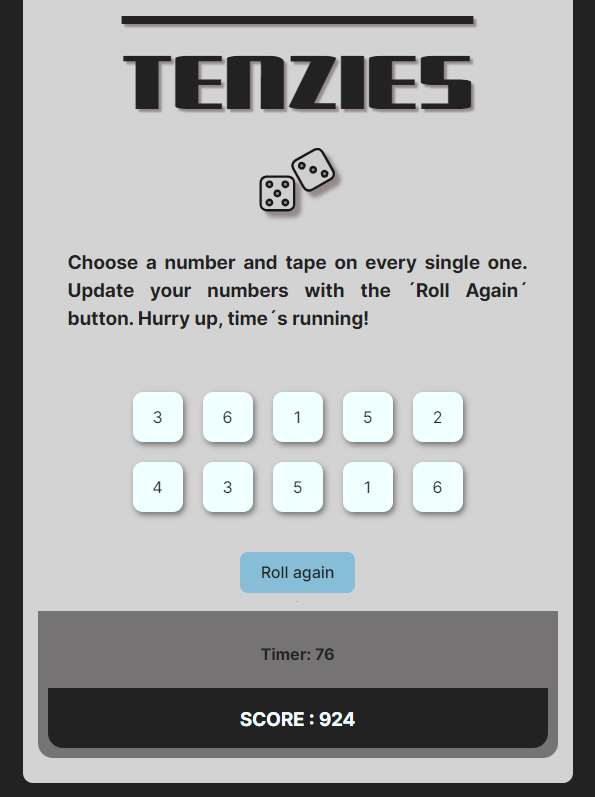 TENZIES
Choose a number and tape on every single one.
Update your numbers with the ´Roll Again´
button. Hurry up, time´s running!
3 6 1 5 2
4 3 5 1 6
Roll again
Timer: 76
SCORE : 924